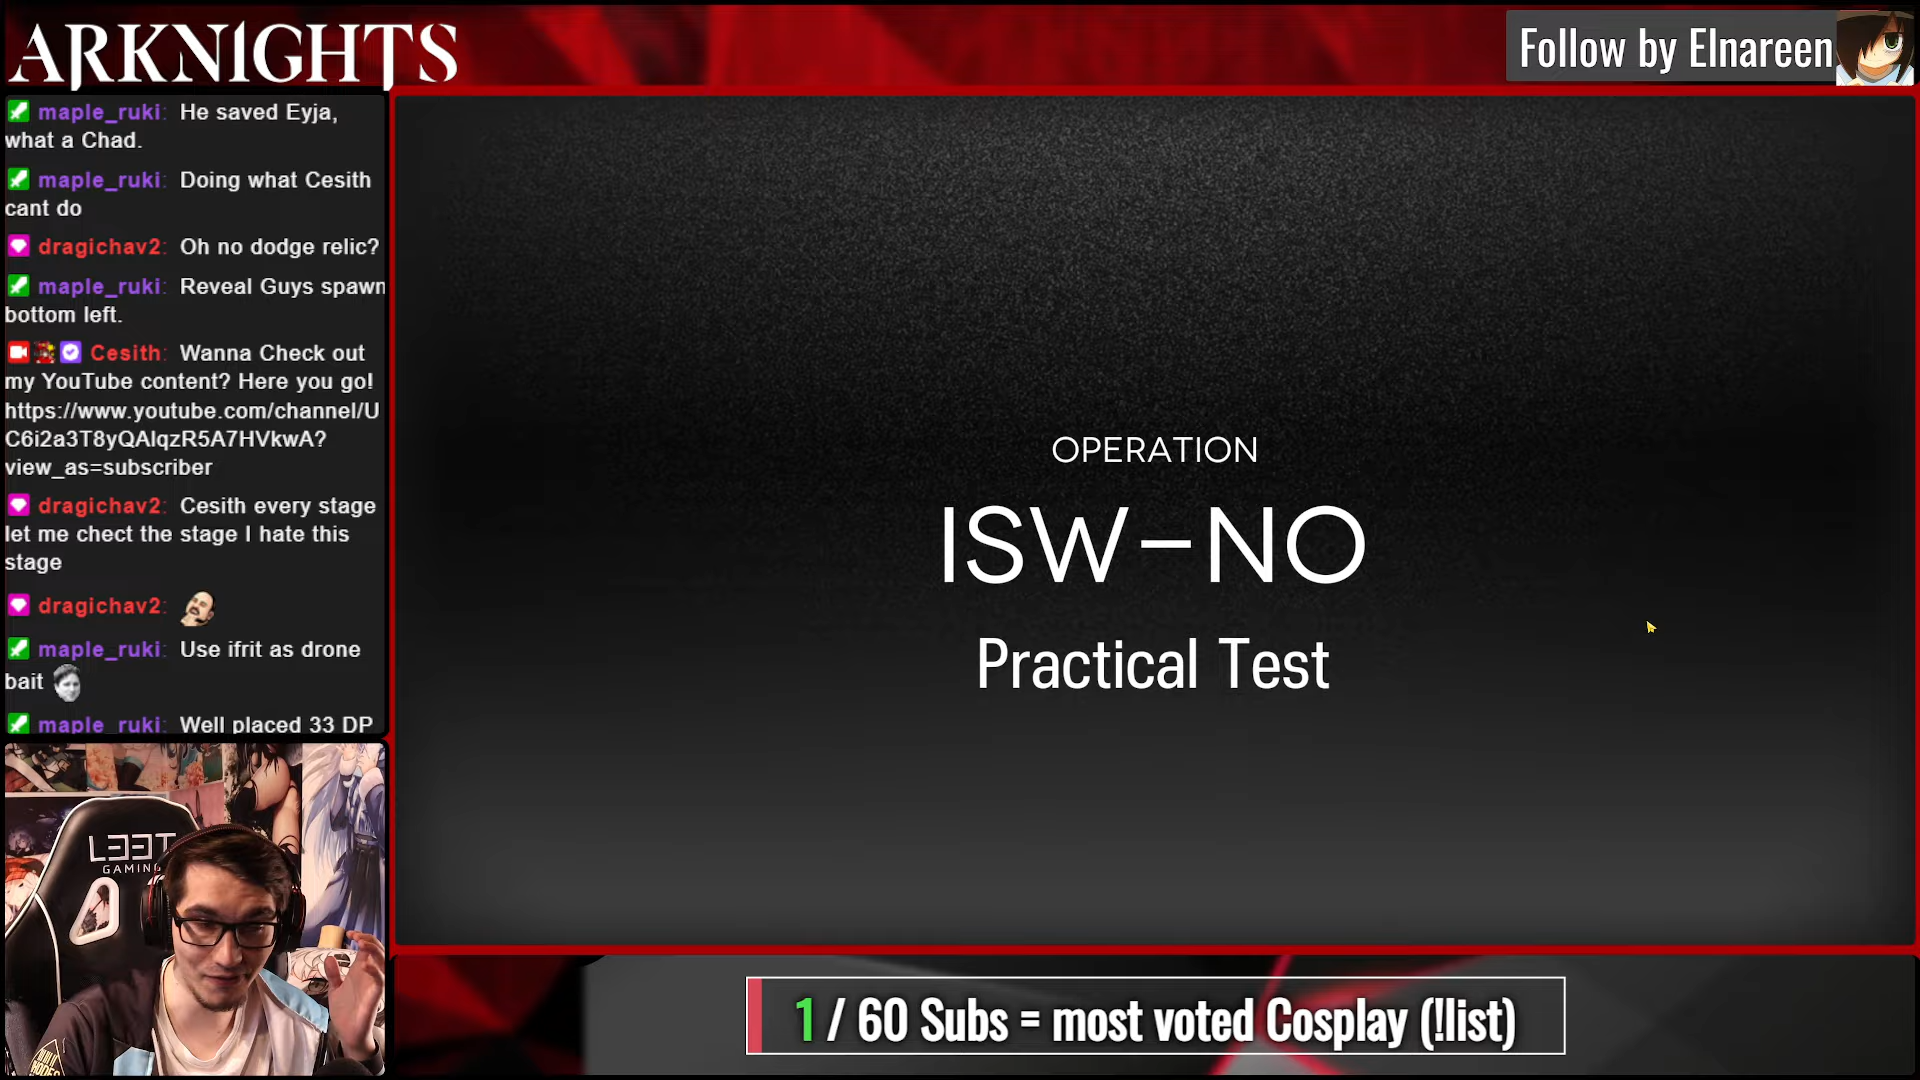 ARKNIGHTS
Follow by Elnareen
maple_ruki: He saved Eyja,
what a Chad.
maple_ruki: Doing what Cesith
cant do
dragichav2: Oh no dodge relic?
maple_ruki: Reveal Guys spawn
bottom left.
Cesith: Wanna Check out
my YouTube content? Here you go!
https://www.youtube.com/channel/U
C6i2a3T8yQAlqzR5A7HVkwA?
view_as=subscriber
dragichav2: Cesith every stage
let me chect the stage I hate this
stage
dragichav2:
maple_ruki: Use ifrit as drone
bait
maple_ruki: Well placed 33 DP
OPERATION
ISW-NO
Practical Test
L33T
GAMING
1 / 60 Subs = most voted Cosplay (!list)